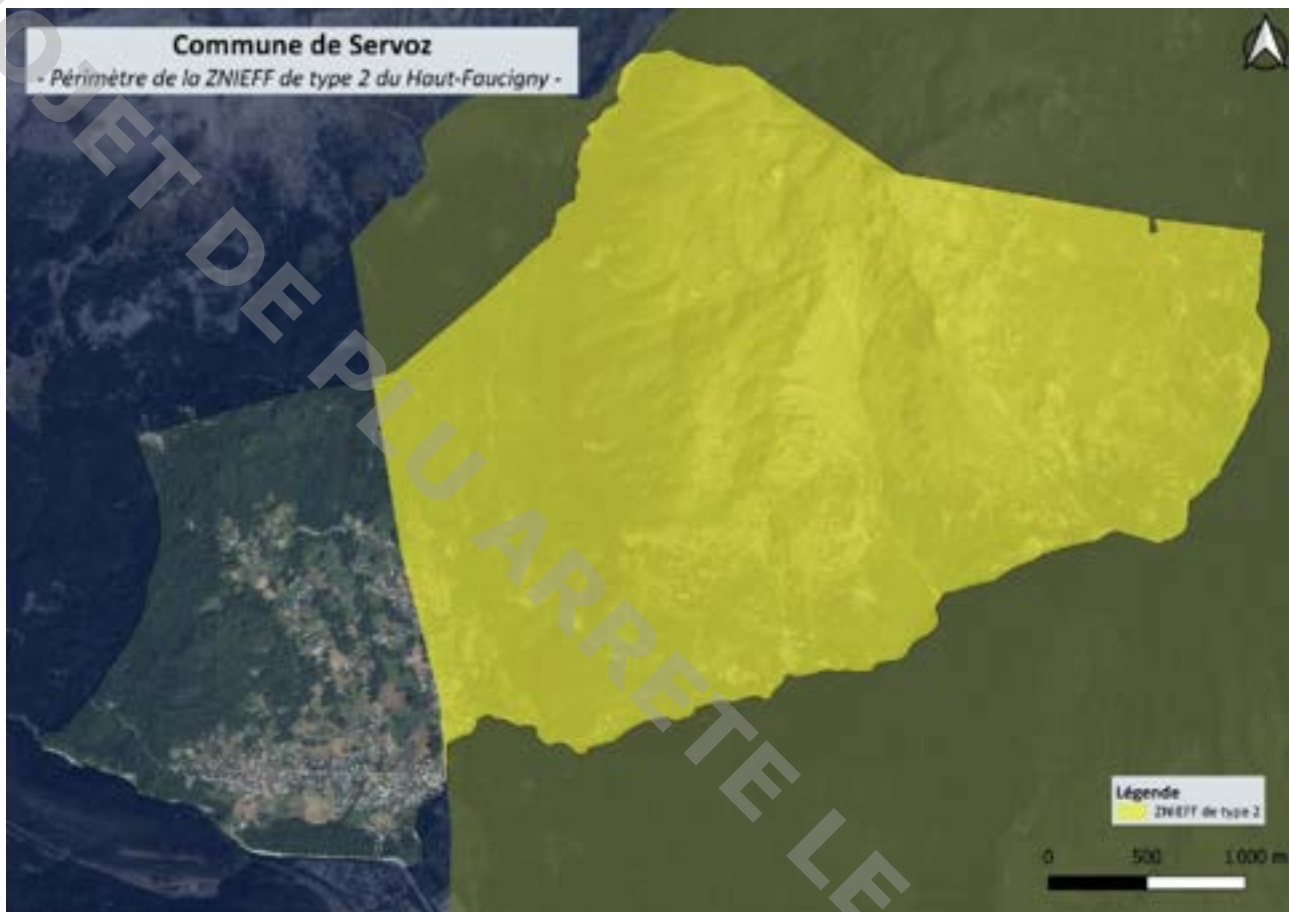 Commune de Servoz
- Périmètre de la ZNIEFF de type 2 du Haut-Faucigny -
OJET DE PLU ARRETE LE
Légende
ZNIEFF de type 2
0 500 1 000 m